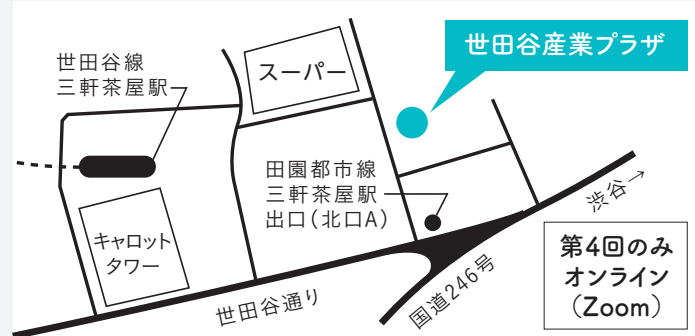 世田谷産業プラザ
世田谷線
三軒茶屋駅
スーパー
田園都市線
三軒茶屋駅
出口(北口A)
キャロット
タワー
渋谷→
世田谷通り
国道246号
第4回のみ
オンライン
(Zoom)